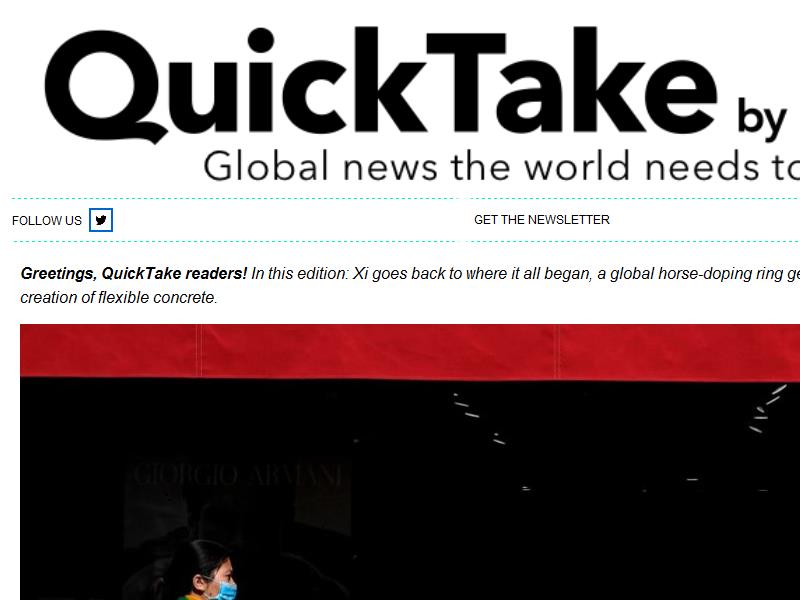 QuickTake by
Global news the world needs to
FOLLOW US
GET THE NEWSLETTER
Greetings, QuickTake readers! In this edition: Xi goes back to where it all began, a global horse-doping ring ge
creation of flexible concrete.
GIORGIO ARMANI